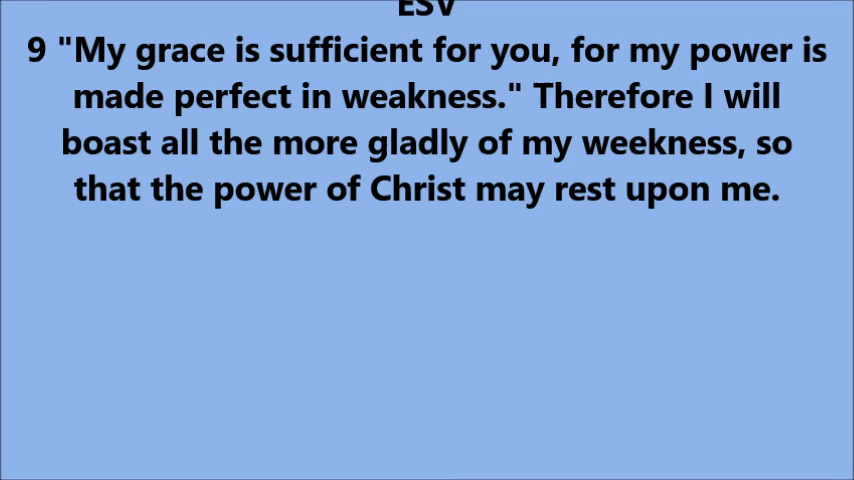 ESV
9 "My grace is sufficient for you, for my power is
made perfect in weakness." Therefore I will
boast all the more gladly of my weekness, so
that the power of Christ may rest upon me.